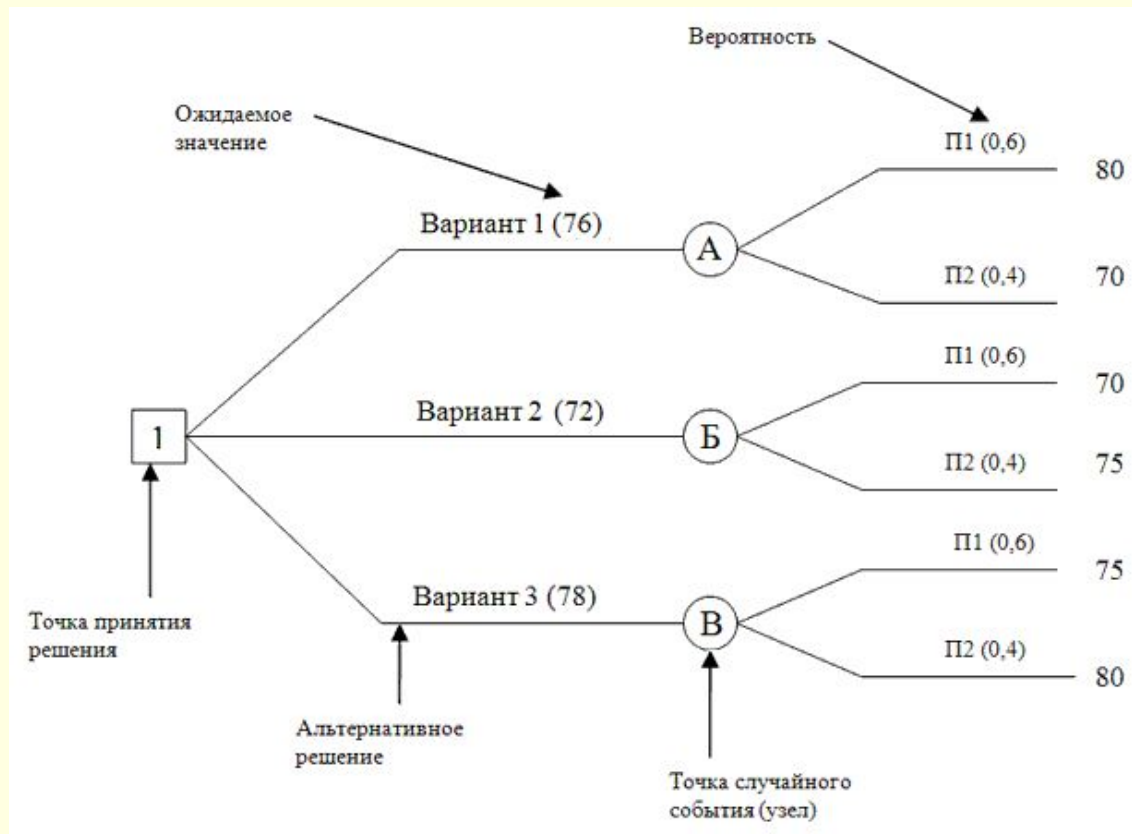 Вероятность
Ожидаемое
значение
П1 (0,6)
80
Вариант 1 (76)
А
П2 (0,4)
70
П1 (0,6)
70
Вариант 2 (72)
1
Б
П2 (0,4)
75
П1 (0,6)
75
Вариант 3 (78)
В
Точка принятия
решения
П2 (0,4)
80
Альтернативное
решение
Точка случайного
события (узел)